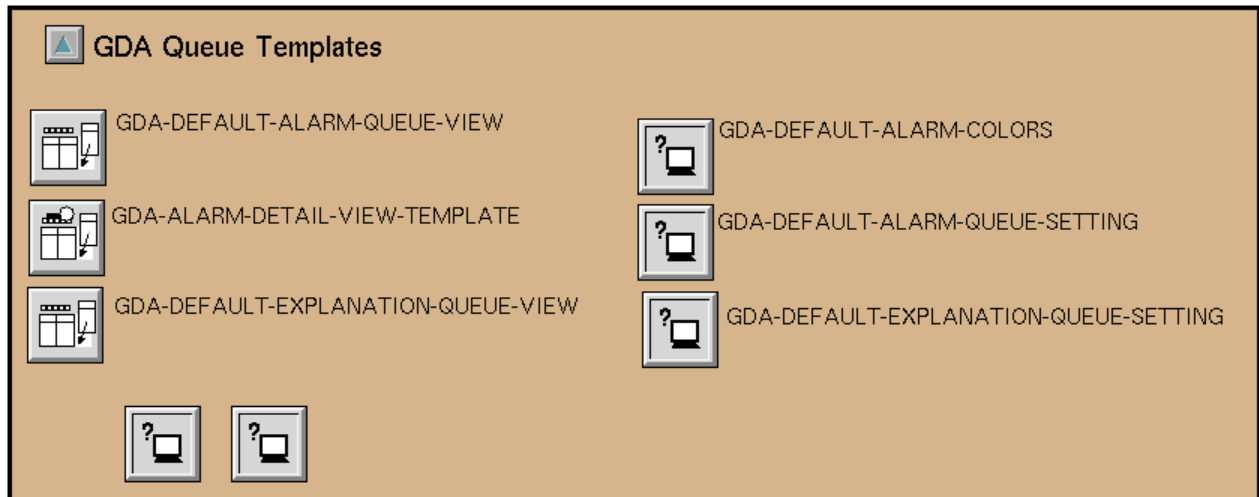 GDA Queue Templates
GDA-DEFAULT-ALARM-QUEUE-VIEW
GDA-ALARM-DETAIL-VIEW-TEMPLATE
GDA-DEFAULT-EXPLANATION-QUEUE-VIEW
?
?
GDA-DEFAULT-ALARM-COLORS
?
GDA-DEFAULT-ALARM-QUEUE-SETTING
?
GDA-DEFAULT-EXPLANATION-QUEUE-SETTING
?